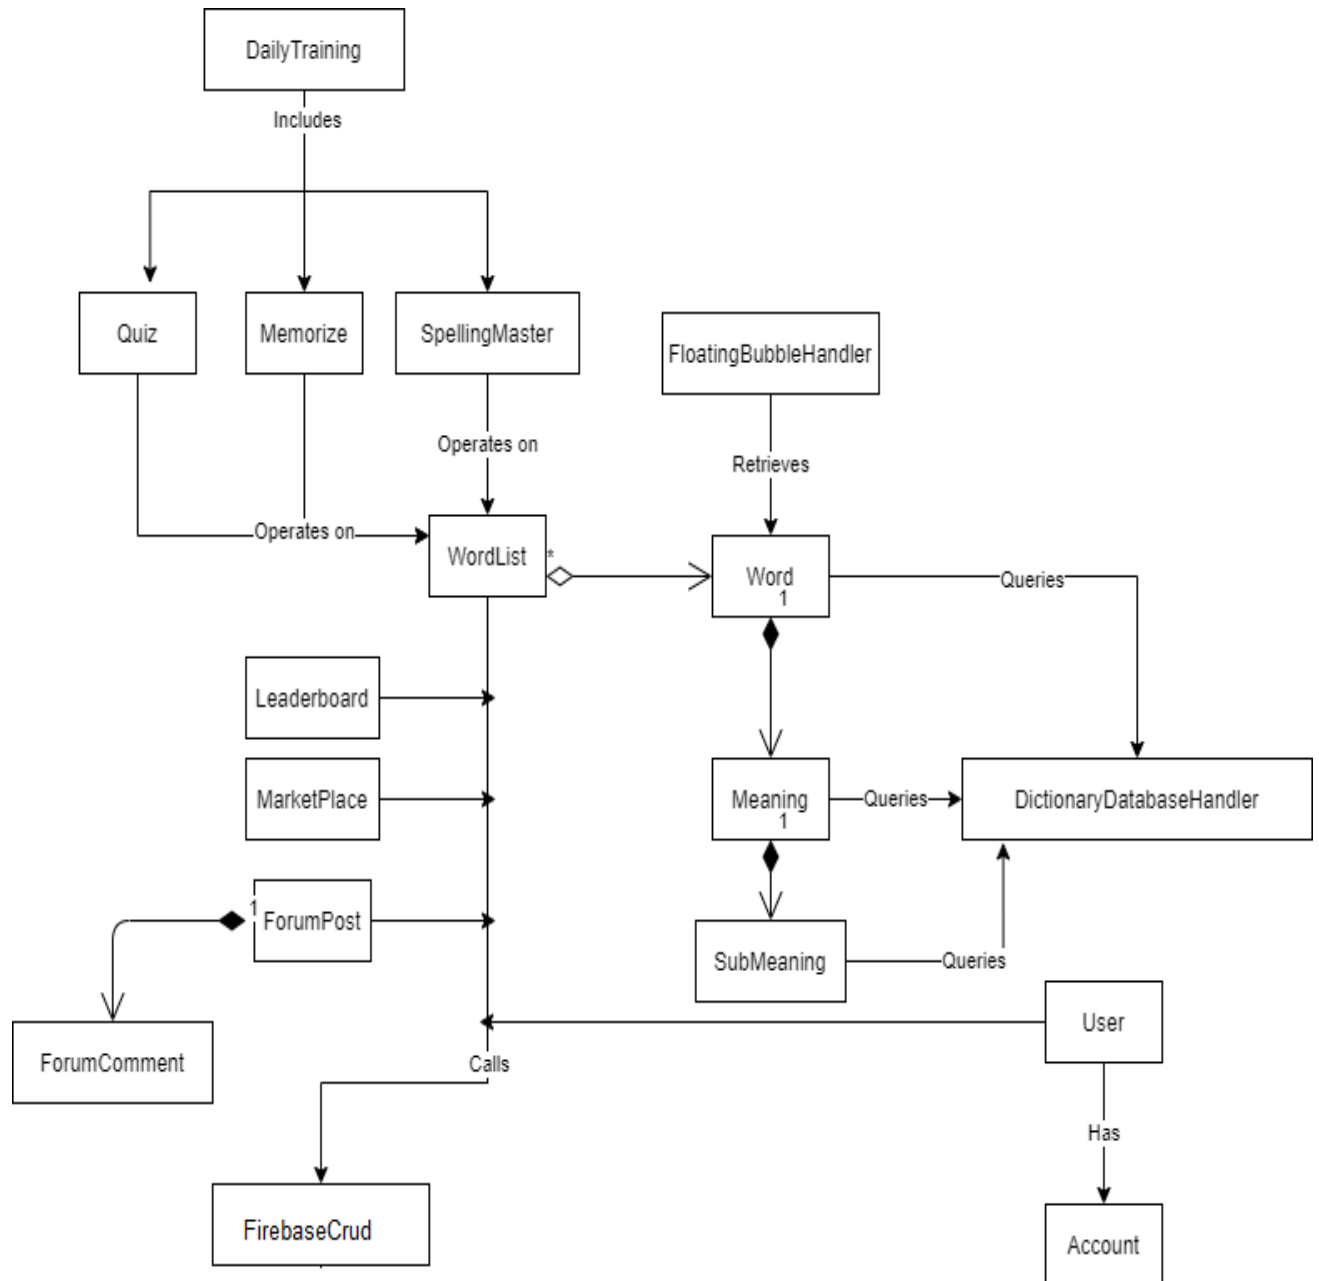 DailyTraining
Includes
Quiz
Memorize
SpellingMaster
FloatingBubbleHandler
Operates on
Retrieves
Operates on
WordList
*
Word
1
Queries
Leaderboard
MarketPlace
Meaning
1
Queries
DictionaryDatabaseHandler
1
ForumPost
SubMeaning
Queries
User
ForumComment
Calls
Has
FirebaseCrud
Account